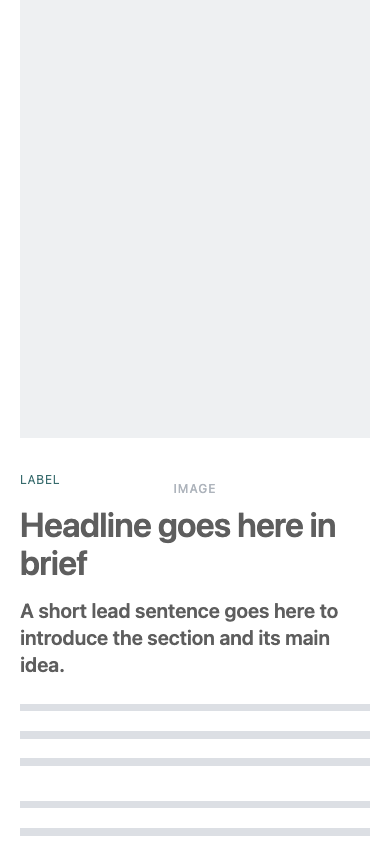 LABEL
IMAGE
Headline goes here in
brief
A short lead sentence goes here to
introduce the section and its main
idea.